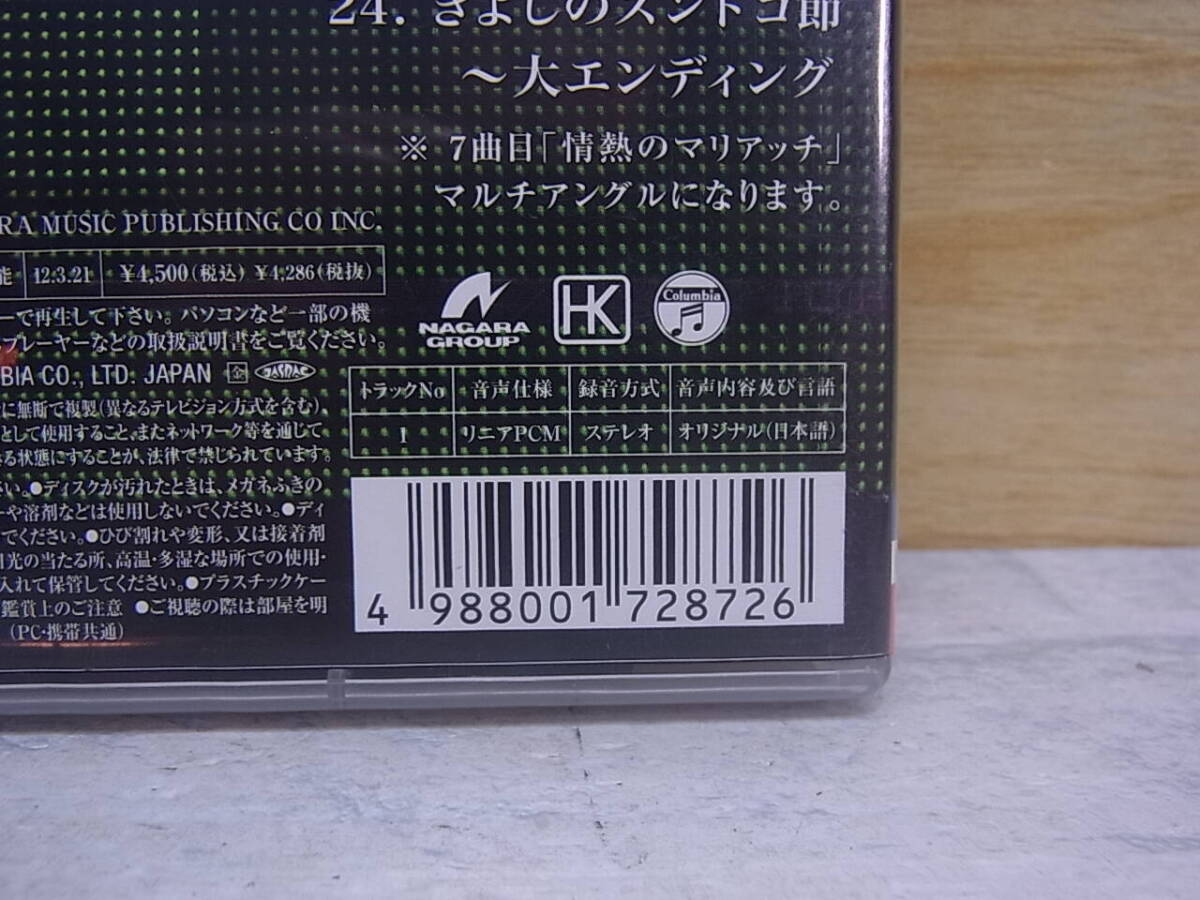 24. きよしのズンドコ節
～大エンディング
※ 7曲目「情熱のマリアッチ」
マルチアングルになります。
RA MUSIC PUBLISHING CO INC.
能 12.3.21 ¥4,500(税込) ¥4,286(税抜)
ーで再生して下さい。パソコンなど一部の機
プレーヤーなどの取扱説明書をご覧ください。
BIA CO., LTD. JAPAN JASRAC
に無断で複製(異なるテレビジョン方式を含む)、
として使用すること、またネットワーク等を通じて
る状態にすることが、法律で禁じられています。
さい。●ディスクが汚れたときは、メガネふきの
ーや溶剤などは使用しないでください。●ディ
でください。●ひび割れや変形、又は接着剤
日光の当たる所、高温・多湿な場所での使用・
入れて保管してください。●プラスチックケー
鑑賞上のご注意 ●ご視聴の際は部屋を明
(PC・携帯共通)
NAGARA
GROUP
HK
Columbia
トラックNo 音声仕様 録音方式 音声内容及び言語
1 リニアPCM ステレオ オリジナル(日本語)
4 988001 728726